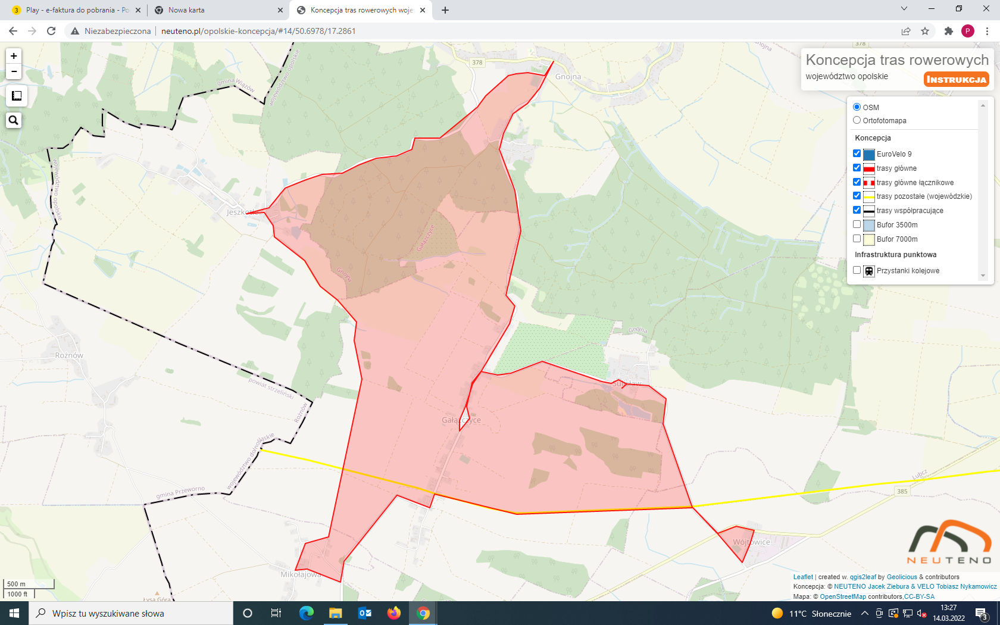 Play - e-faktura do pobrania - Po
Nowa karta
Koncepcja tras rowerowych woje
Niezabezpieczona
neuteno.pl/opolskie-koncepcja/#14/50.6978/17.2861
P
+
−
Koncepcja tras rowerowych
województwo opolskie
INSTRUKCJA
OSM
Ortofotomapa
Koncepcja
EuroVelo 9
trasy główne
trasy główne łącznikowe
trasy pozostałe (wojewódzkie)
trasy współpracujące
Bufor 3500m
Bufor 7000m
Infrastruktura punktowa
Przystanki kolejowe
378
378
Gnojna
gmina Wiązów
województwo opolskie
województwo opolskie
Gałązczyce
Gnojna
Gnojna
Rożnów
powiat strzeliński
Rożnów
Gałązczyce
województwo dolnośląskie
gmina Przeworno
Lubcz
385
Wójtowice
Mikołajowa
Łysa Góra
NEUTENO
500 m
1000 ft
Leaflet | created w. qgis2leaf by Geolicious & contributors
Koncepcja: © NEUTENO Jacek Ziebura & VELO Tobiasz Nykamowicz
Mapa: © OpenStreetMap contributors,CC-BY-SA
Wpisz tu wyszukiwane słowa
11°C Słonecznie
13:27
14.03.2022
3